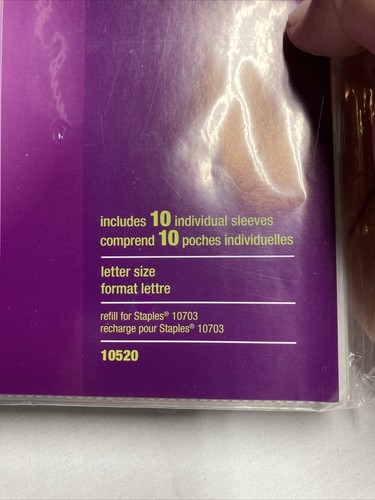 includes 10 individual sleeves
comprend 10 poches individuelles
letter size
format lettre
refill for Staples® 10703
recharge pour Staples® 10703
10520